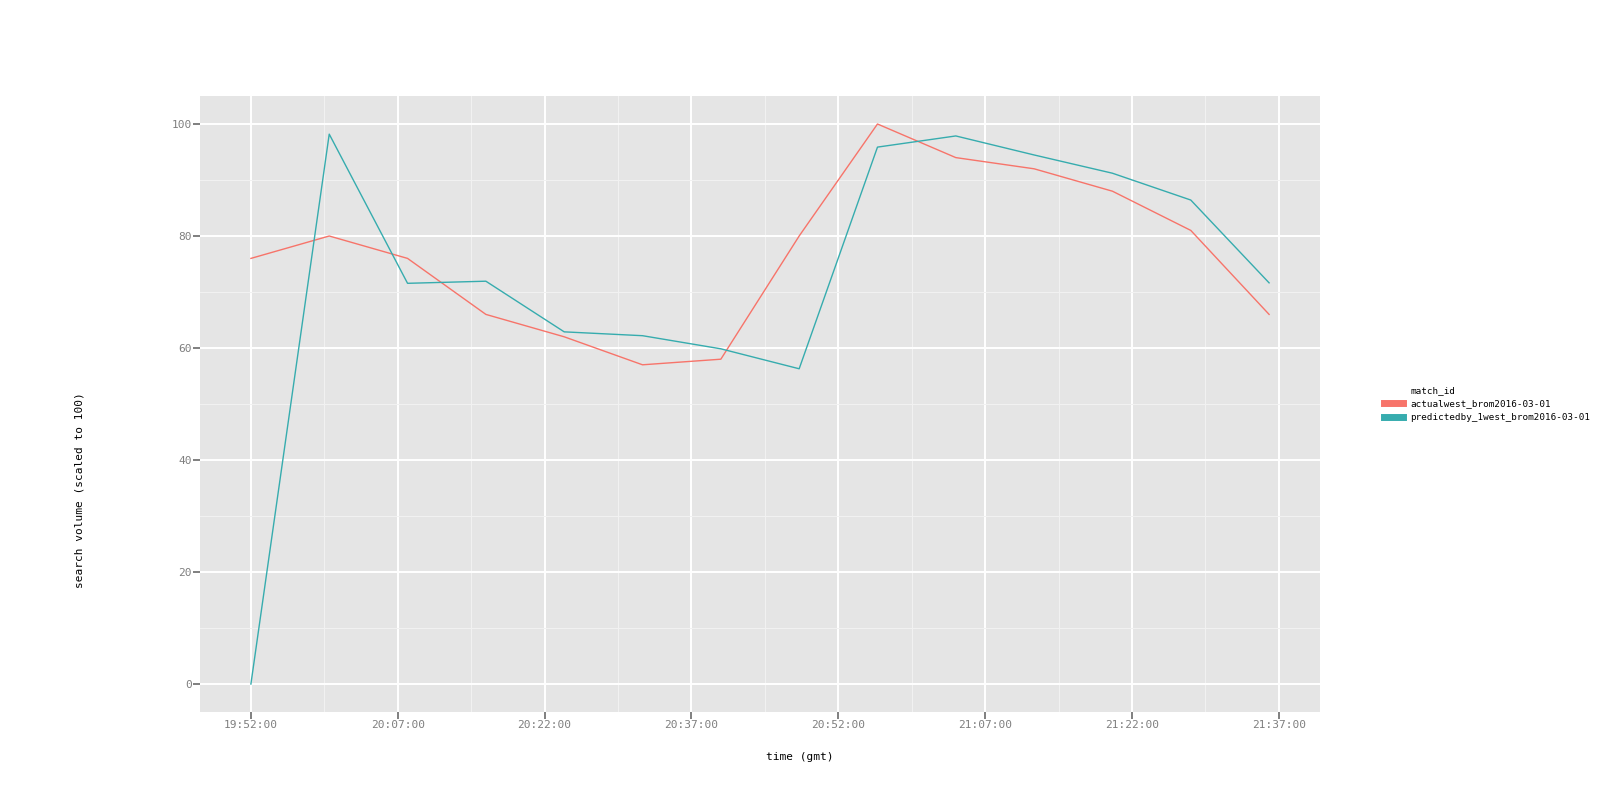 100
80
60
40
20
0
search volume (scaled to 100)
19:52:00 20:07:00 20:22:00 20:37:00 20:52:00 21:07:00 21:22:00 21:37:00
time (gmt)
match_id
actualwest_brom2016-03-01
predictedby_1west_brom2016-03-01